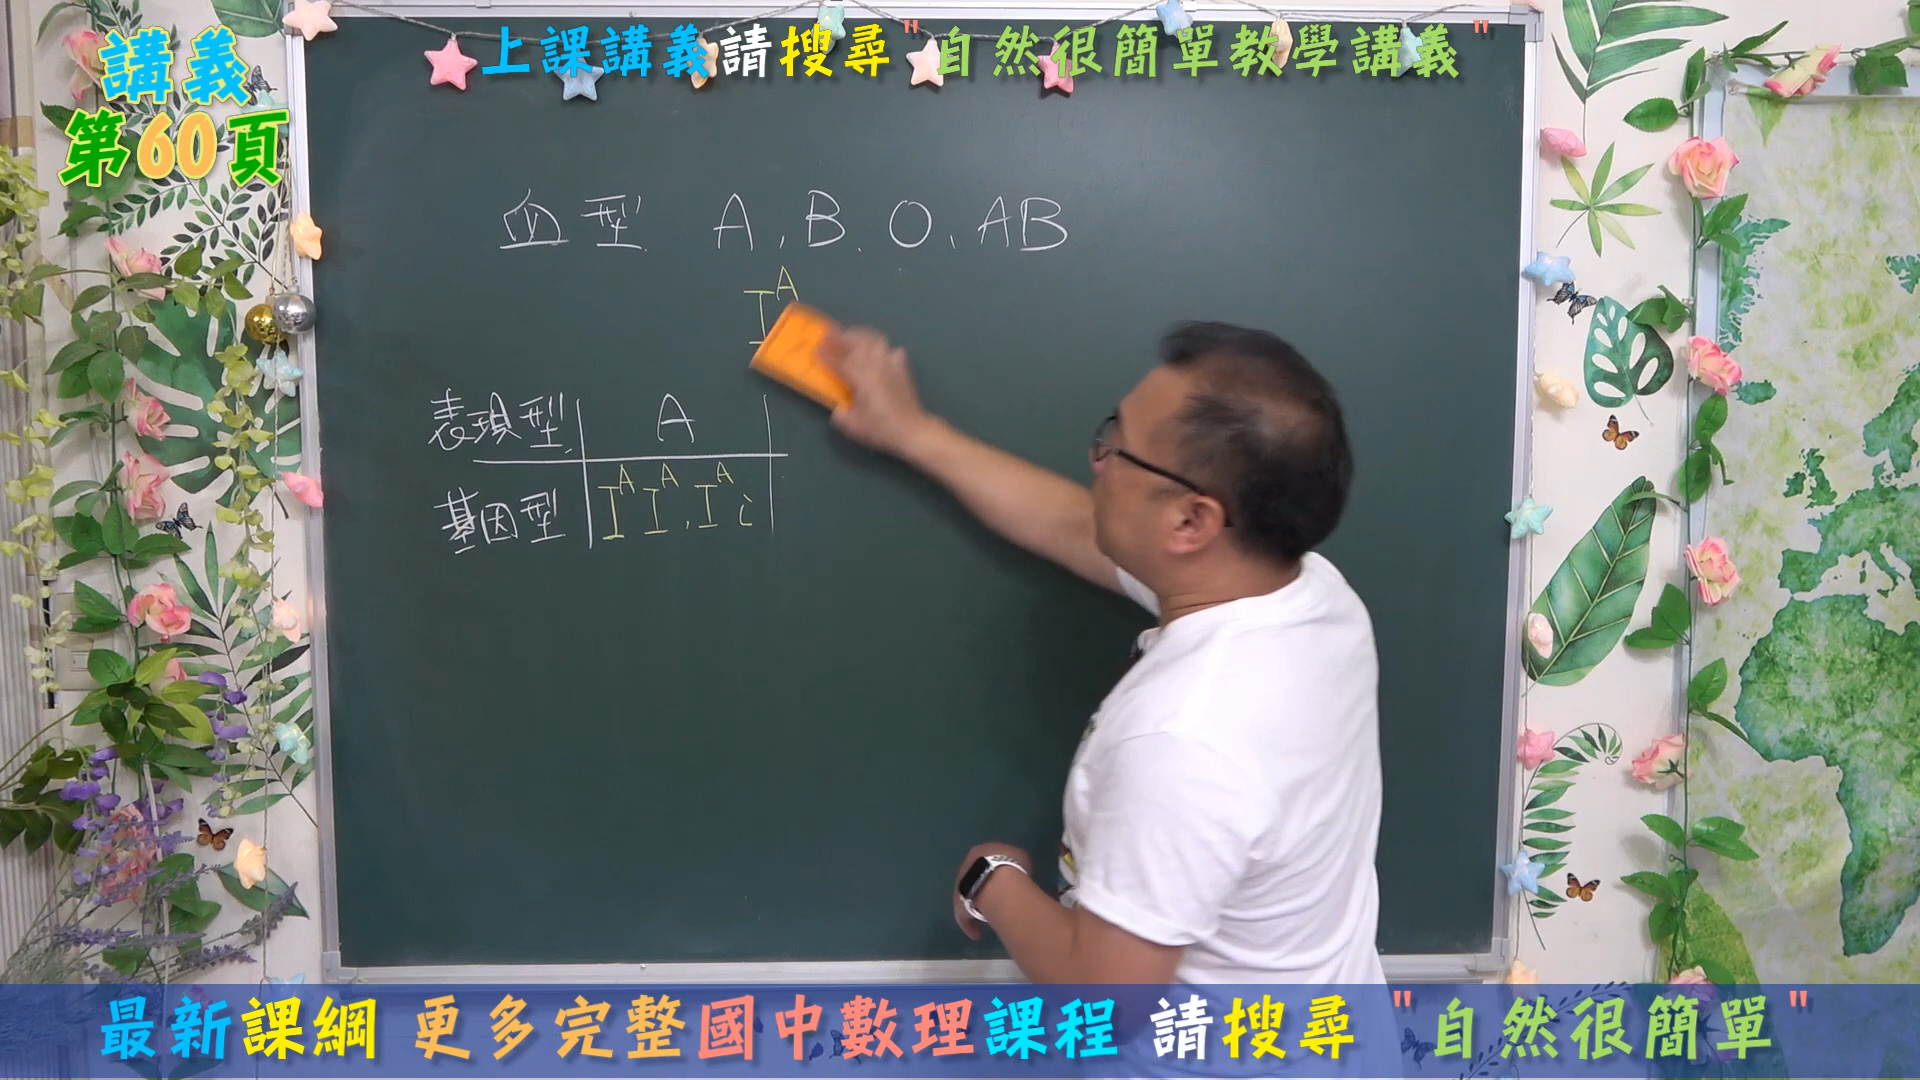 上課講義請搜尋"自然很簡單教學講義"
講義
第60頁
血型 A、B、O、AB
I^A
表現型 A
基因型 I^A I^A, I^A i
最新課綱 更多完整國中數理課程 請搜尋"自然很簡單"